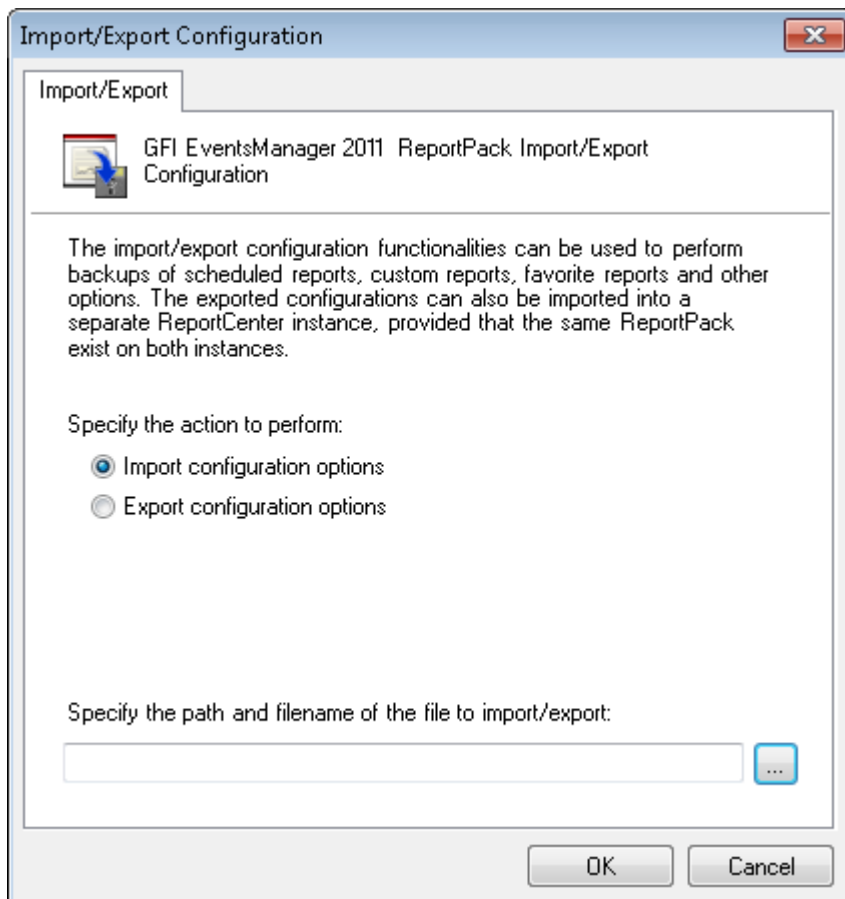 Import/Export Configuration
Import/Export
GFI EventsManager 2011 ReportPack Import/Export
Configuration
The import/export configuration functionalities can be used to perform
backups of scheduled reports, custom reports, favorite reports and other
options. The exported configurations can also be imported into a
separate ReportCenter instance, provided that the same ReportPack
exist on both instances.
Specify the action to perform:
Import configuration options
Export configuration options
Specify the path and filename of the file to import/export:
...
OK
Cancel